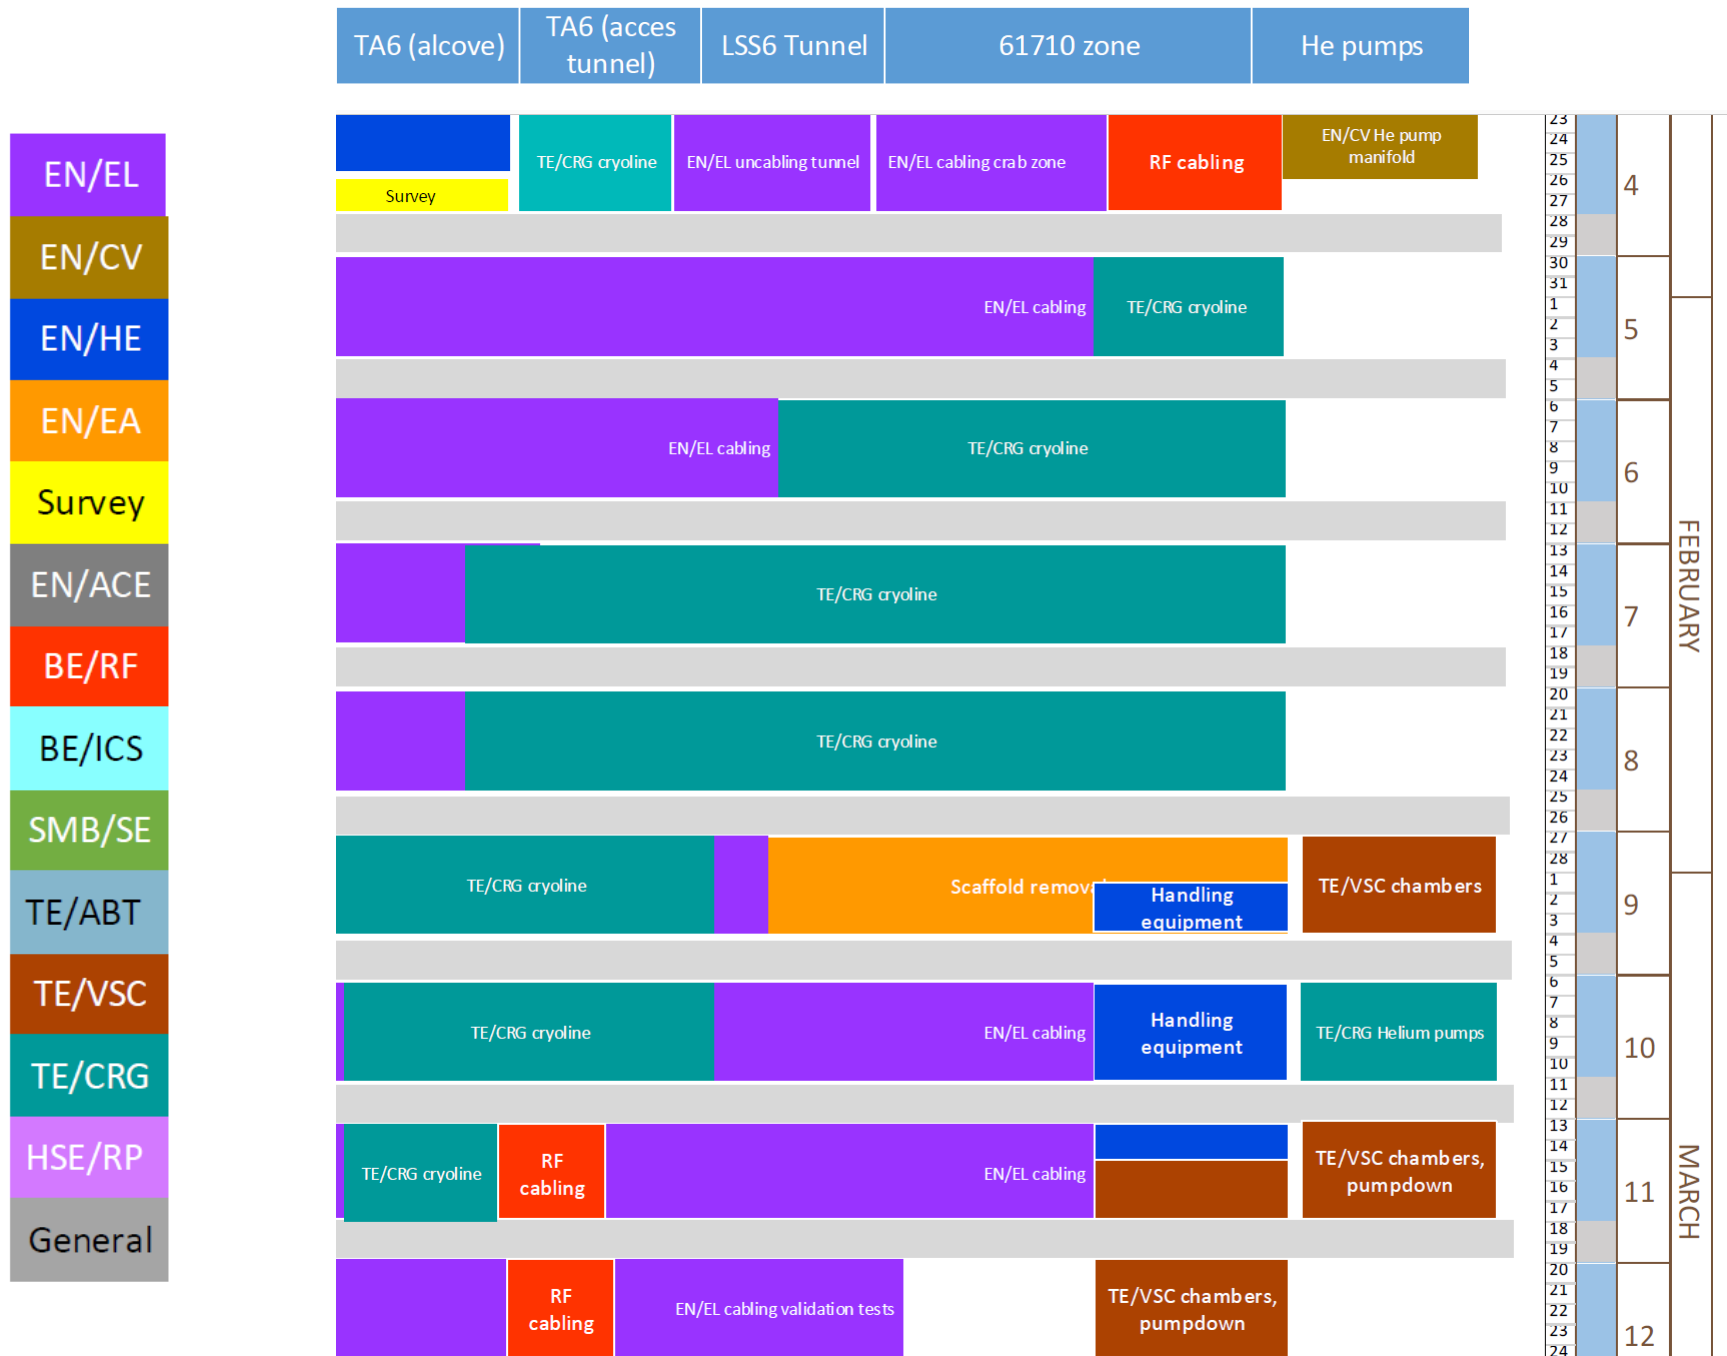 TA6 (alcove)
TA6 (acces
tunnel)
LSS6 Tunnel
61710 zone
He pumps
EN/EL
EN/CV
EN/HE
EN/EA
Survey
EN/ACE
BE/RF
BE/ICS
SMB/SE
TE/ABT
TE/VSC
TE/CRG
HSE/RP
General
Survey
TE/CRG cryoline
EN/EL uncabling tunnel
EN/EL cabling crab zone
RF cabling
EN/CV He pump
manifold
EN/EL cabling
TE/CRG cryoline
EN/EL cabling
TE/CRG cryoline
TE/CRG cryoline
TE/CRG cryoline
TE/CRG cryoline
Scaffold remova
Handling
equipment
TE/VSC chambers
TE/CRG cryoline
EN/EL cabling
Handling
equipment
TE/CRG Helium pumps
TE/CRG cryoline
RF
cabling
EN/EL cabling
TE/VSC chambers,
pumpdown
RF
cabling
EN/EL cabling validation tests
TE/VSC chambers,
pumpdown
23
24
25
26
27
28
29
30
31
1
2
3
4
5
6
7
8
9
10
11
12
13
14
15
16
17
18
19
20
21
22
23
24
25
26
27
28
1
2
3
4
5
6
7
8
9
10
11
12
13
14
15
16
17
18
19
20
21
22
23
24
4
5
6
7
8
9
10
11
12
FEBRUARY
MARCH